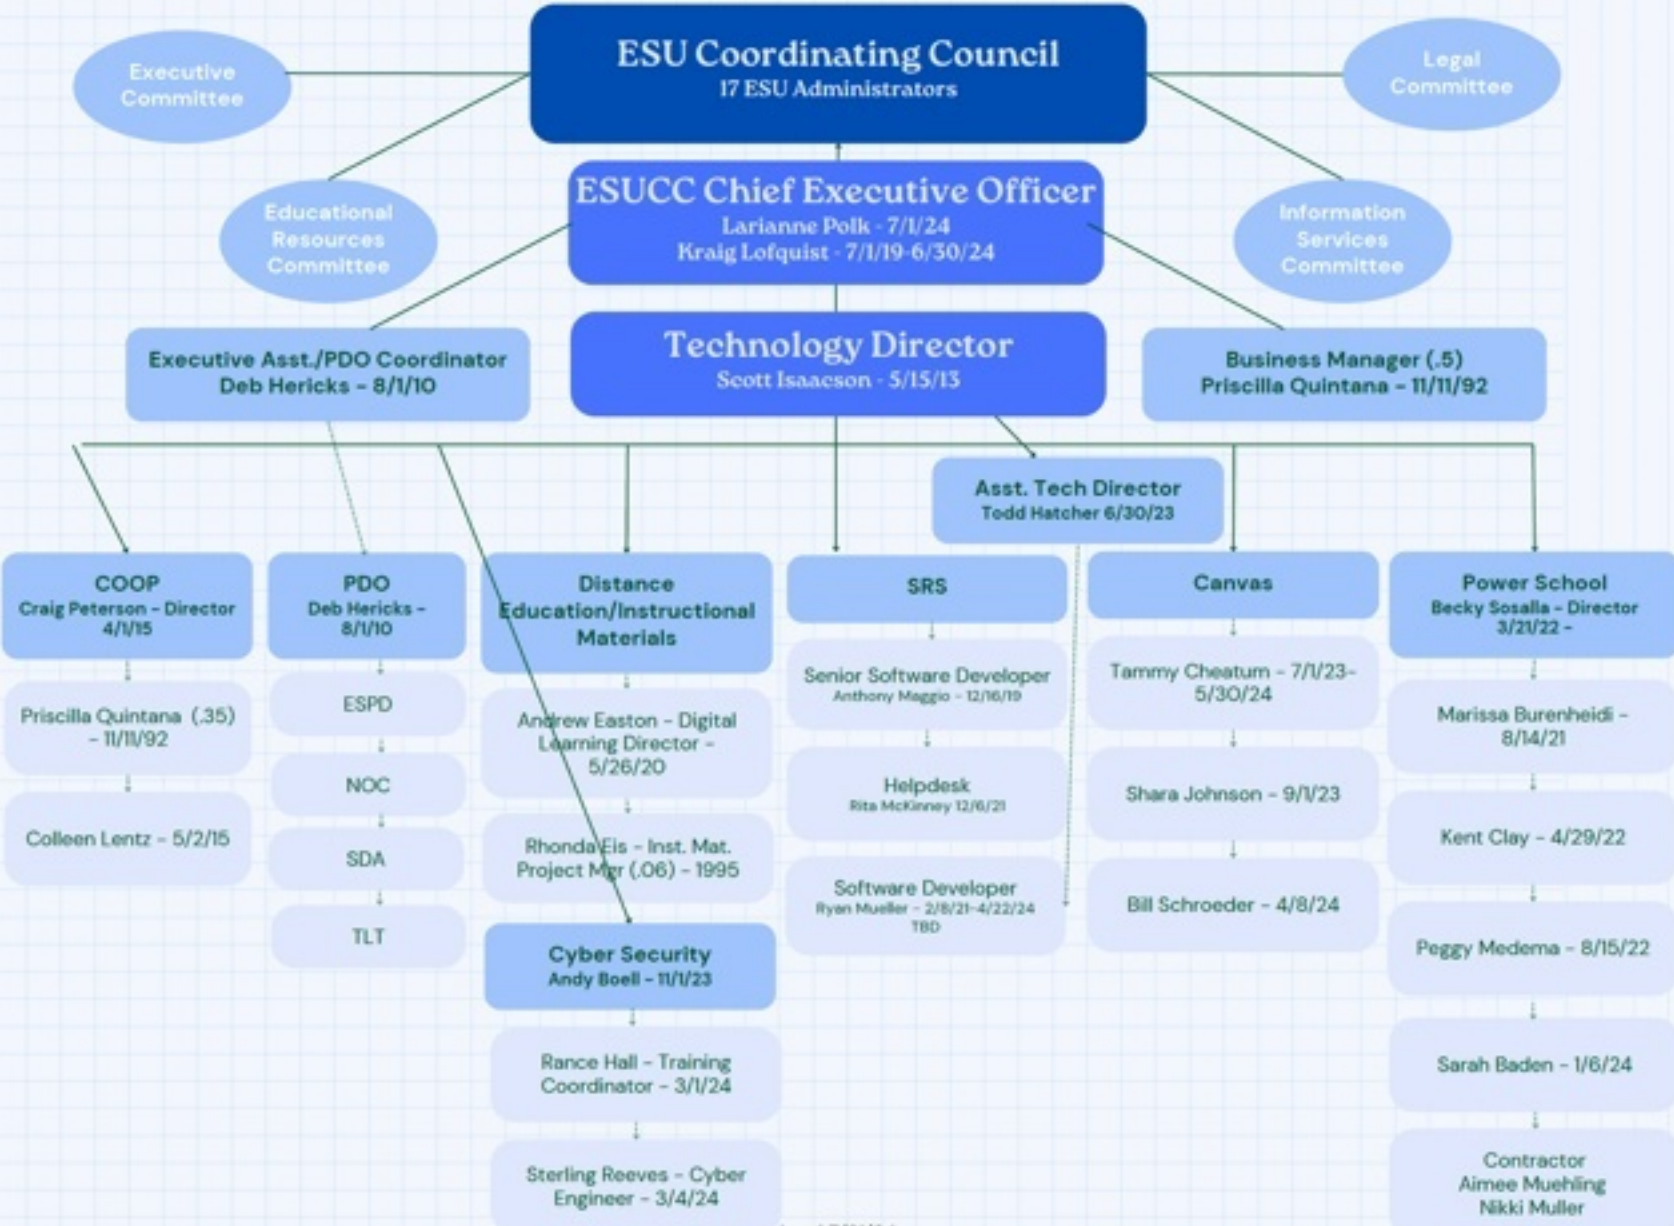 ESU Coordinating Council
17 ESU Administrators
Executive
Committee
Legal
Committee
Educational
Resources
Committee
Information
Services
Committee
ESUCC Chief Executive Officer
Larianne Polk - 7/1/24
Kraig Lofquist - 7/1/19-6/30/24
Executive Asst./PDO Coordinator
Deb Hericks - 8/1/10
Technology Director
Scott Isaacson - 5/15/13
Business Manager (.5)
Priscilla Quintana - 11/11/92
Asst. Tech Director
Todd Hatcher 6/30/23
COOP
Craig Peterson - Director
4/1/15
Priscilla Quintana (.35)
- 11/11/92
Colleen Lentz - 5/2/15
PDO
Deb Hericks -
8/1/10
ESPD
NOC
SDA
TLT
Distance
Education/Instructional
Materials
Andrew Easton - Digital
Learning Director -
5/26/20
Rhonda Eis - Inst. Mat.
Project Mgr (.06) - 1995
Cyber Security
Andy Boell - 11/1/23
Rance Hall - Training
Coordinator - 3/1/24
Sterling Reeves - Cyber
Engineer - 3/4/24
SRS
Senior Software Developer
Anthony Maggio - 12/16/19
Helpdesk
Rita McKinney 12/6/21
Software Developer
Ryan Mueller - 2/8/21-4/22/24
TBD
Canvas
Tammy Cheatum - 7/1/23-
5/30/24
Shara Johnson - 9/1/23
Bill Schroeder - 4/8/24
Power School
Becky Sosalla - Director
3/21/22 -
Marissa Burenheidi -
8/14/21
Kent Clay - 4/29/22
Peggy Medema - 8/15/22
Sarah Baden - 1/6/24
Contractor
Aimee Muehling
Nikki Muller